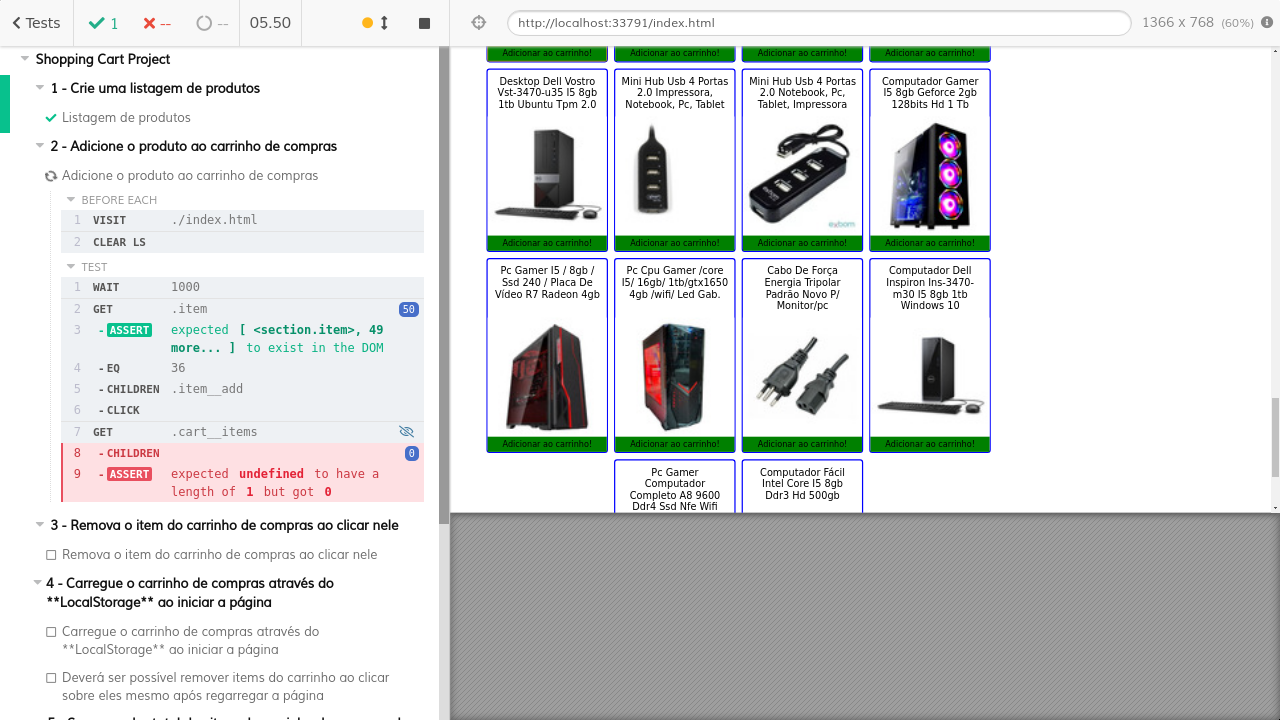 Tests
1
--
--
05.50
http://localhost:33791/index.html
1366 x 768 (60%)
Shopping Cart Project
1 - Crie uma listagem de produtos
Listagem de produtos
2 - Adicione o produto ao carrinho de compras
Adicione o produto ao carrinho de compras
BEFORE EACH
1 VISIT ./index.html
2 CLEAR LS
TEST
1 WAIT 1000
2 GET .item 50
3 - ASSERT expected [ <section.item>, 49
more... ] to exist in the DOM
4 - EQ 36
5 - CHILDREN .item__add
6 - CLICK
7 GET .cart__items
8 - CHILDREN 0
9 - ASSERT expected undefined to have a
length of 1 but got 0
3 - Remova o item do carrinho de compras ao clicar nele
Remova o item do carrinho de compras ao clicar nele
4 - Carregue o carrinho de compras através do
**LocalStorage** ao iniciar a página
Carregue o carrinho de compras através do
**LocalStorage** ao iniciar a página
Deverá ser possível remover items do carrinho ao clicar
sobre eles mesmo após regarregar a página
Adicionar ao carrinho!
Adicionar ao carrinho!
Adicionar ao carrinho!
Adicionar ao carrinho!
Desktop Dell Vostro
Vst-3470-u35 I5 8gb
1tb Ubuntu Tpm 2.0
Adicionar ao carrinho!
Mini Hub Usb 4 Portas
2.0 Impressora,
Notebook, Pc, Tablet
Adicionar ao carrinho!
Mini Hub Usb 4 Portas
2.0 Notebook, Pc,
Tablet, Impressora
exbom
Adicionar ao carrinho!
Computador Gamer
I5 8gb Geforce 2gb
128bits Hd 1 Tb
Adicionar ao carrinho!
Pc Gamer I5 / 8gb /
Ssd 240 / Placa De
Vídeo R7 Radeon 4gb
Adicionar ao carrinho!
Pc Cpu Gamer /core
I5/ 16gb/ 1tb/gtx1650
4gb /wifi/ Led Gab.
Adicionar ao carrinho!
Cabo De Força
Energia Tripolar
Padrão Novo P/
Monitor/pc
Adicionar ao carrinho!
Computador Dell
Inspiron Ins-3470-
m30 I5 8gb 1tb
Windows 10
Adicionar ao carrinho!
Pc Gamer
Computador
Completo A8 9600
Ddr4 Ssd Nfe Wifi
Computador Fácil
Intel Core I5 8gb
Ddr3 Hd 500gb